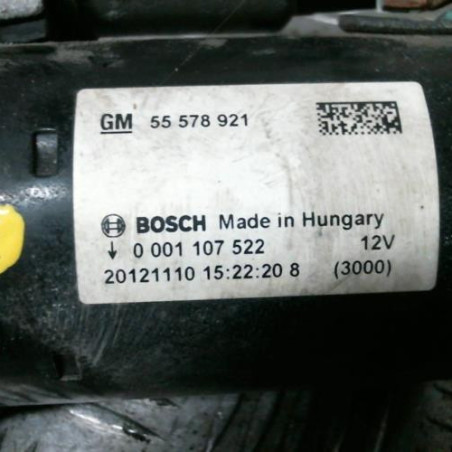 GM 55 578 921
BOSCH Made in Hungary
↓ 0 001 107 522 12V
20121110 15:22:20 8 (3000)